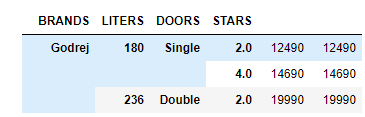 BRANDS LITERS DOORS STARS
Godrej 180 Single 2.0 12490 12490
4.0 14690 14690
236 Double 2.0 19990 19990